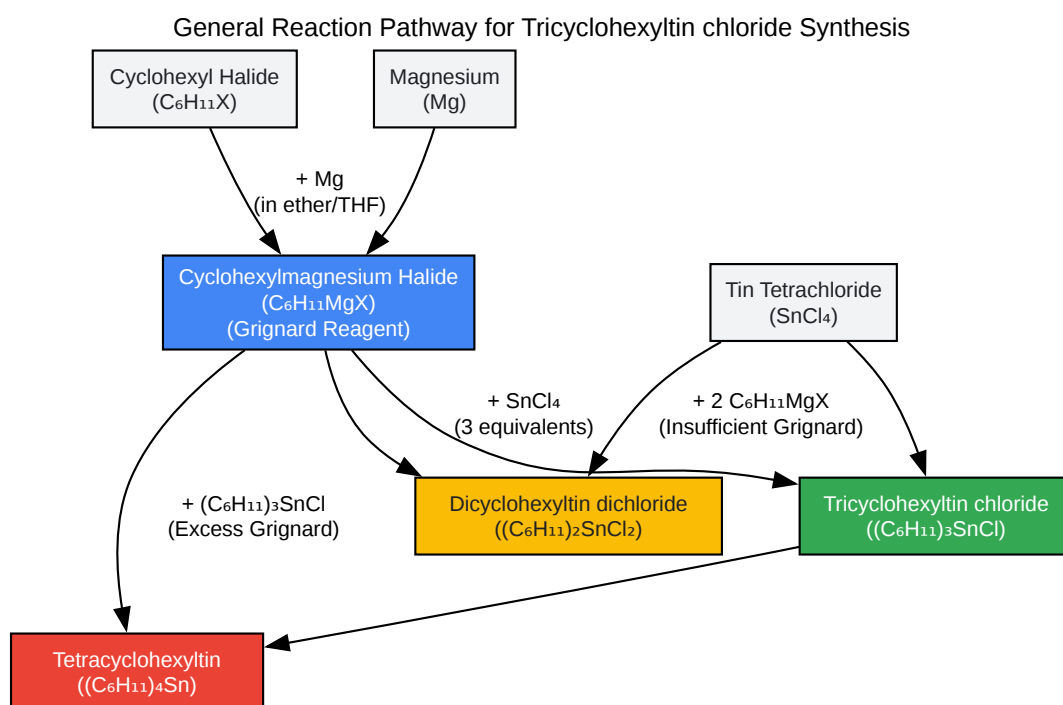 General Reaction Pathway for Tricyclohexyltin chloride Synthesis
Cyclohexyl Halide
(C₆H₁₁X)
Magnesium
(Mg)
+ Mg
(in ether/THF)
Cyclohexylmagnesium Halide
(C₆H₁₁MgX)
(Grignard Reagent)
Tin Tetrachloride
(SnCl₄)
+ SnCl₄
(3 equivalents)
+ 2 C₆H₁₁MgX
(Insufficient Grignard)
+ (C₆H₁₁)₃SnCl
(Excess Grignard)
Dicyclohexyltin dichloride
((C₆H₁₁)₂SnCl₂)
Tricyclohexyltin chloride
((C₆H₁₁)₃SnCl)
Tetracyclohexyltin
((C₆H₁₁)₄Sn)